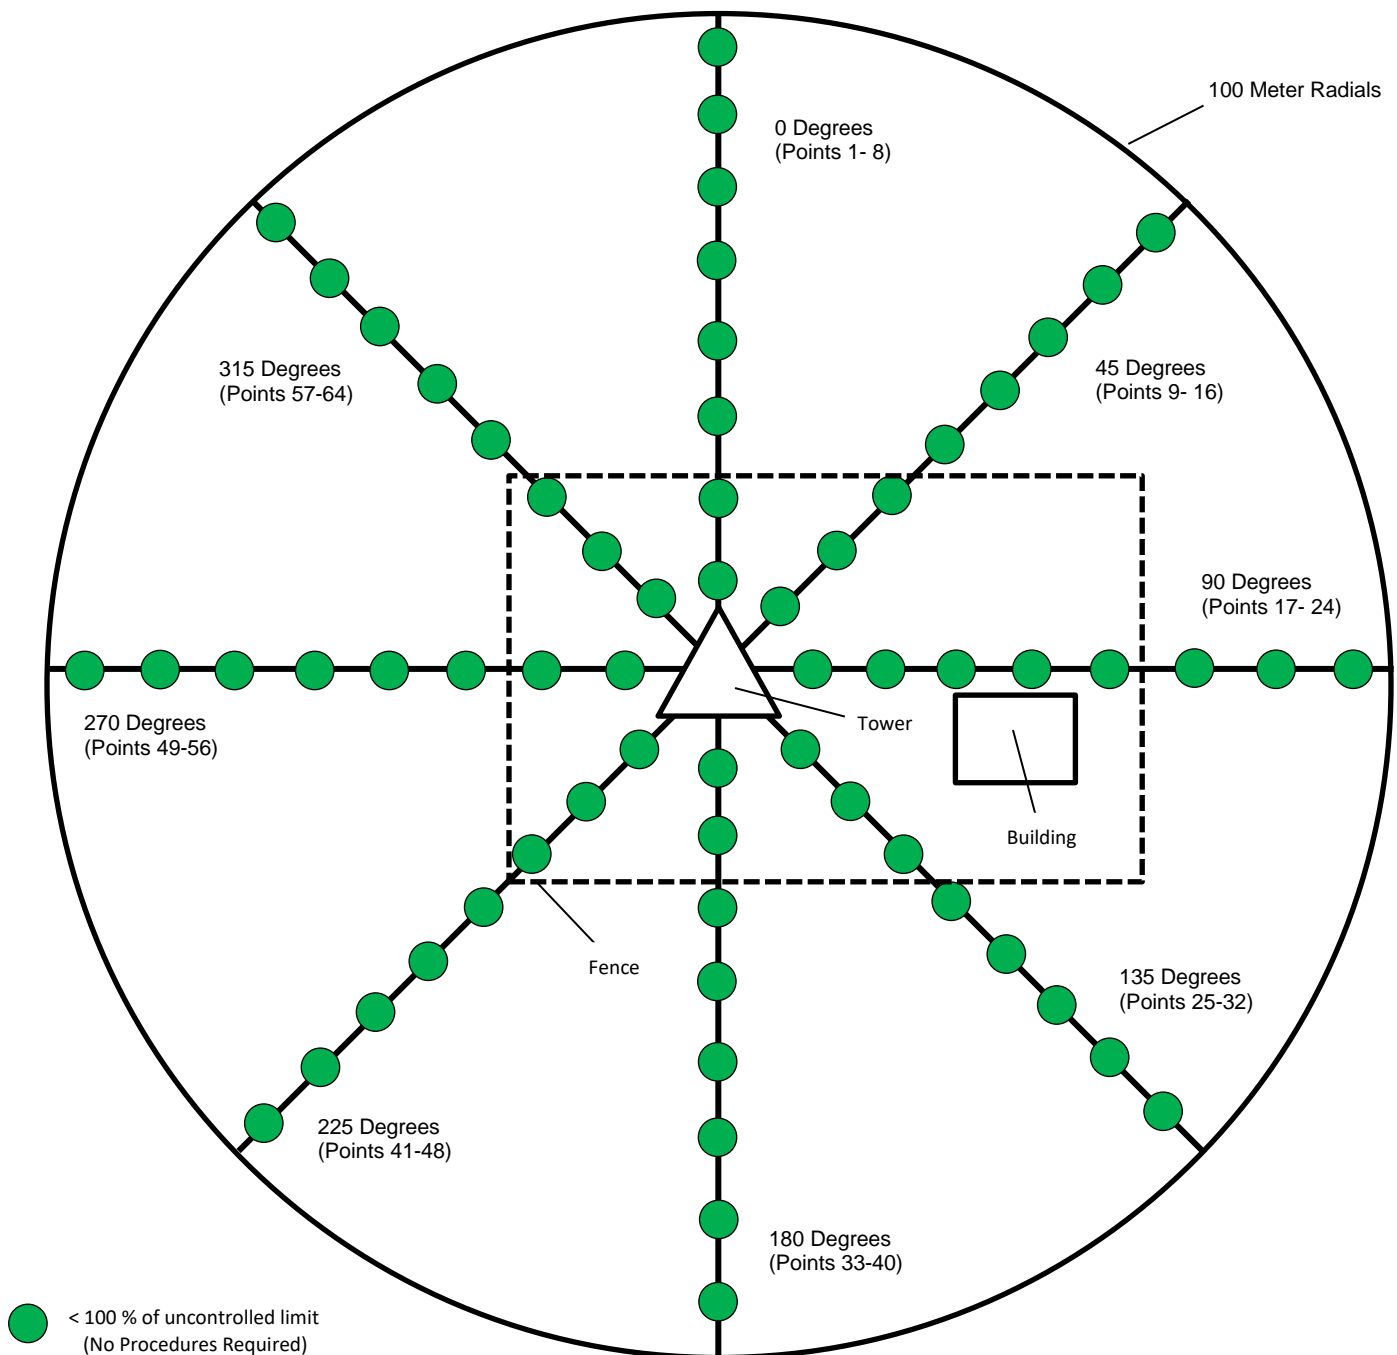 100 Meter Radials
0 Degrees
(Points 1- 8)
315 Degrees
(Points 57-64)
45 Degrees
(Points 9- 16)
90 Degrees
(Points 17- 24)
270 Degrees
(Points 49-56)
Tower
Building
Fence
135 Degrees
(Points 25-32)
225 Degrees
(Points 41-48)
180 Degrees
(Points 33-40)
< 100 % of uncontrolled limit
(No Procedures Required)